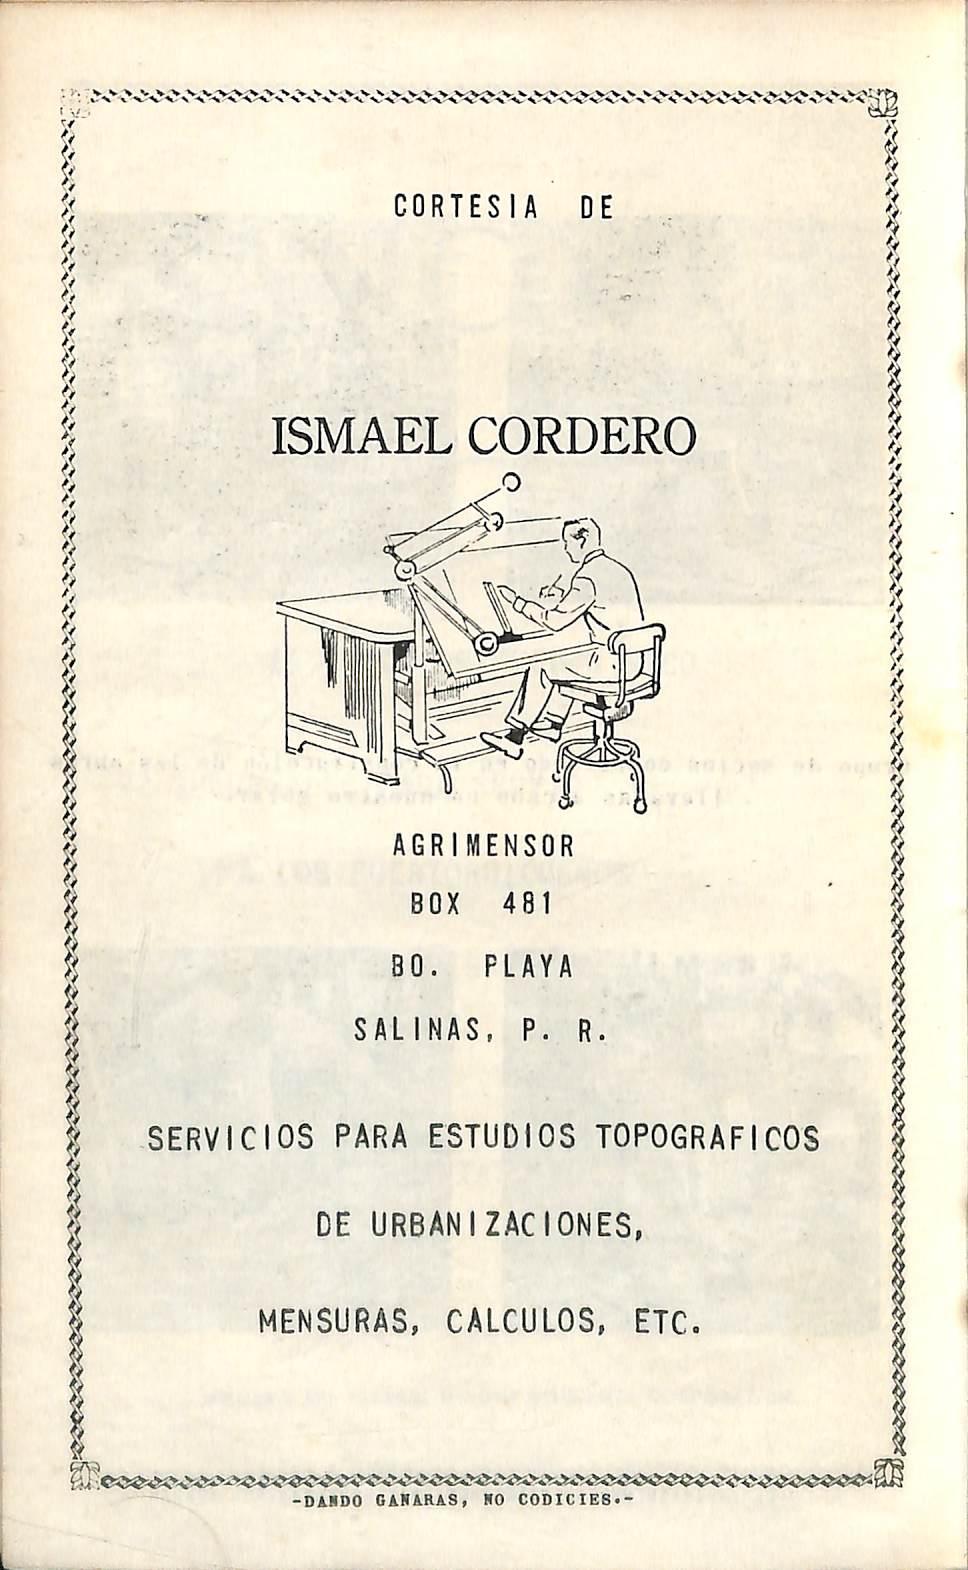 CORTESIA DE
ISMAEL CORDERO
AGRIMENSOR
BOX 481
BO. PLAYA
SALINAS, P. R.
SERVICIOS PARA ESTUDIOS TOPOGRAFICOS
DE URBANIZACIONES,
MENSURAS, CALCULOS, ETC.
-DANDO GANARAS, NO CODICIES.-